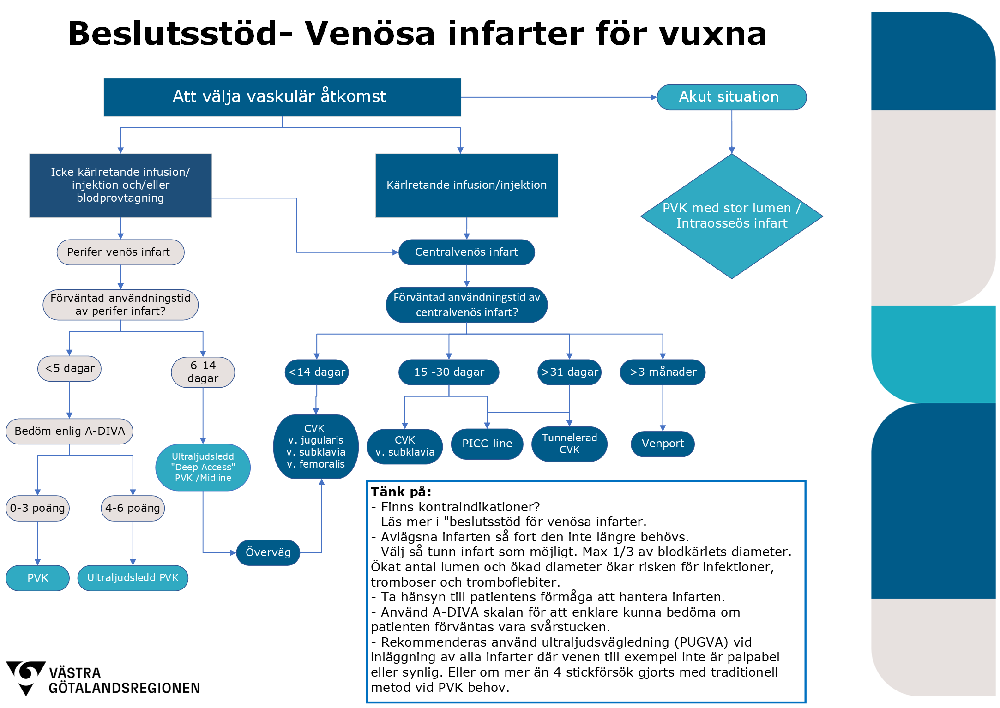 Beslutsstöd- Venösa infarter för vuxna
Att välja vaskulär åtkomst
Akut situation
Icke kärlretande infusion/
injektion och/eller
blodprovtagning
Kärlretande infusion/injektion
PVK med stor lumen /
Intraosseös infart
Perifer venös infart
Centralvenös infart
Förväntad användningstid
av perifer infart?
Förväntad användningstid av
centralvenös infart?
<5 dagar
6-14
dagar
<14 dagar
15 -30 dagar
>31 dagar
>3 månader
Bedöm enlig A-DIVA
Ultraljudsledd
"Deep Access"
PVK /Midline
CVK
v. jugularis
v. subklavia
v. femoralis
CVK
v. subklavia
PICC-line
Tunnelerad
CVK
Venport
0-3 poäng
4-6 poäng
Överväg
PVK
Ultraljudsledd PVK
Tänk på:
- Finns kontraindikationer?
- Läs mer i "beslutsstöd för venösa infarter.
- Avlägsna infarten så fort den inte längre behövs.
- Välj så tunn infart som möjligt. Max 1/3 av blodkärlets diameter.
Ökat antal lumen och ökad diameter ökar risken för infektioner,
tromboser och tromboflebiter.
- Ta hänsyn till patientens förmåga att hantera infarten.
- Använd A-DIVA skalan för att enklare kunna bedöma om
patienten förväntas vara svårstucken.
- Rekommenderas använd ultraljudsvägledning (PUGVA) vid
inläggning av alla infarter där venen till exempel inte är palpabel
eller synlig. Eller om mer än 4 stickförsök gjorts med traditionell
metod vid PVK behov.
VÄSTRA
GÖTALANDSREGIONEN